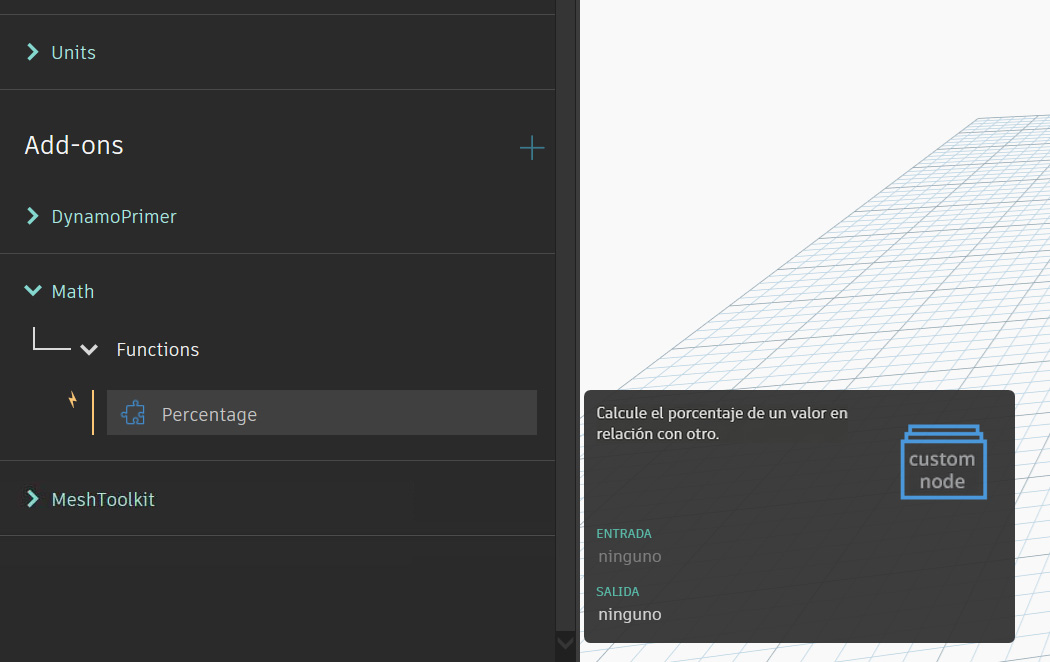 Units
Add-ons
DynamoPrimer
Math
Functions
Percentage
MeshToolkit
Calcule el porcentaje de un valor en
relación con otro.
custom
node
ENTRADA
ninguno
SALIDA
ninguno